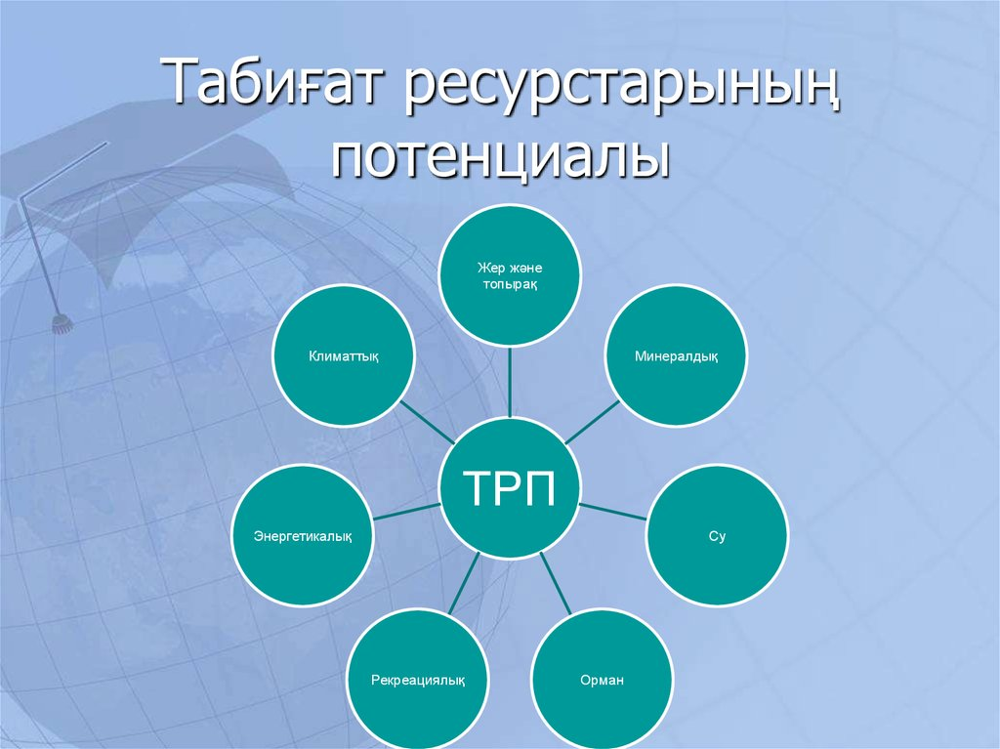 Табиғат ресурстарының
потенциалы
Жер және
топырақ
Климаттық
Минералдық
ТРП
Энергетикалық
Су
Рекреациялық
Орман